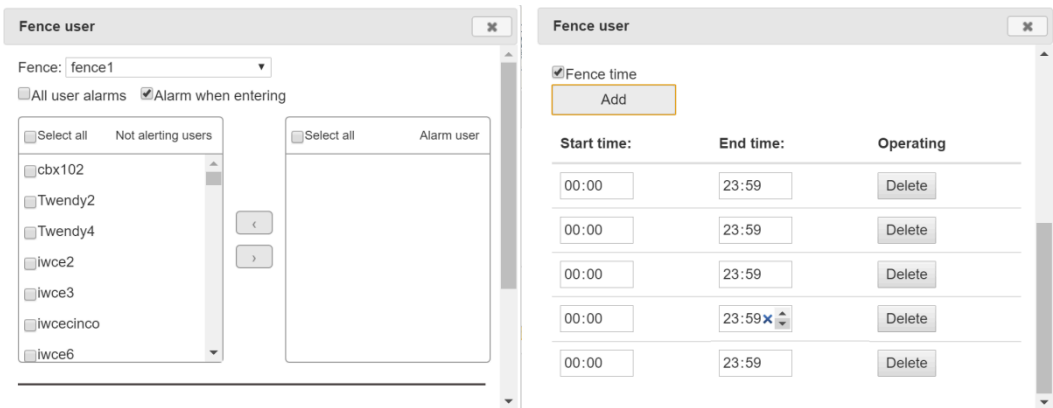 Fence user
Fence: fence1
All user alarms Alarm when entering
Select all Not alerting users
cbx102
Twendy2
Twendy4
iwce2
iwce3
iwcecinco
iwce6
Select all Alarm user
Fence user
Fence time
Add
Start time: End time: Operating
00:00 23:59 Delete
00:00 23:59 Delete
00:00 23:59 Delete
00:00 23:59 Delete
00:00 23:59 Delete